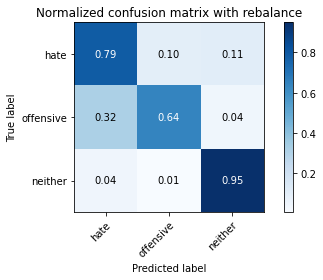 Normalized confusion matrix with rebalance
hate
0.79 0.10 0.11
0.8
offensive
0.32 0.64 0.04
0.6
0.4
neither
0.04 0.01 0.95
0.2
True label
hate offensive neither
Predicted label